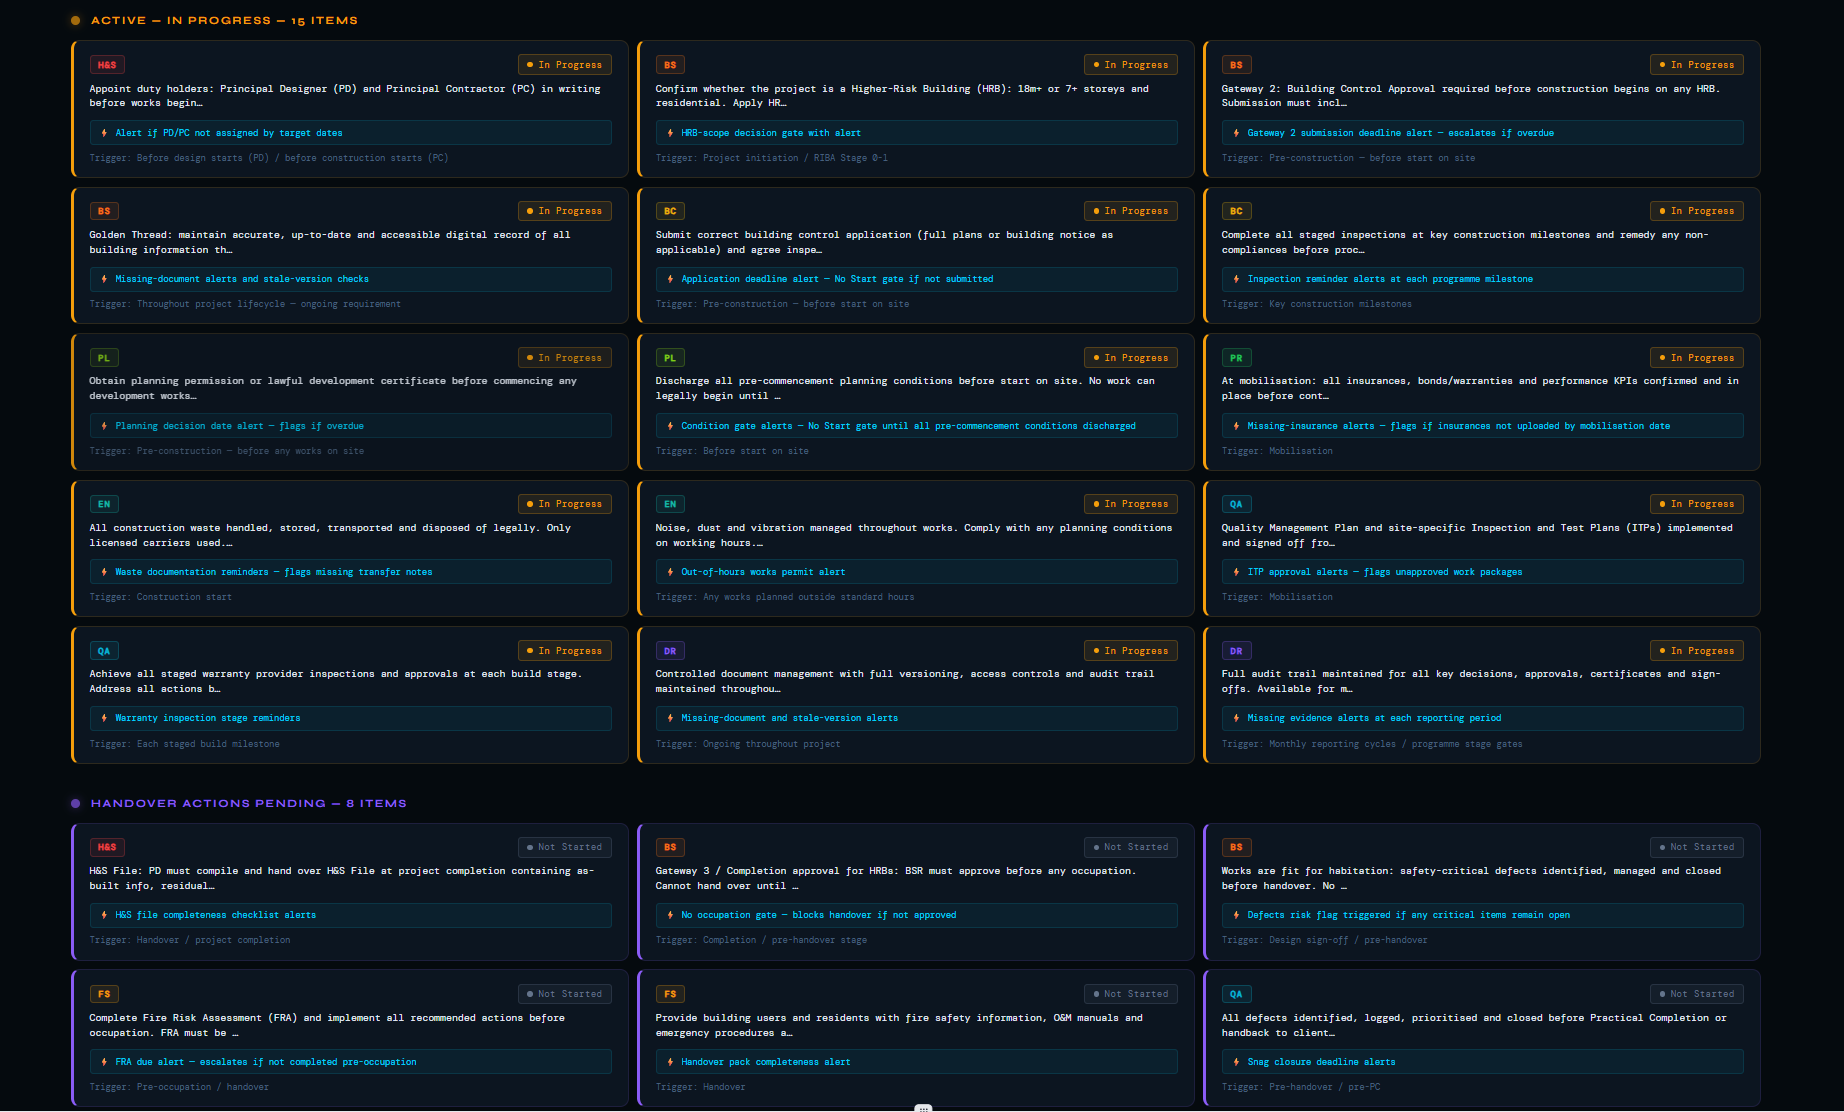 ACTIVE — IN PROGRESS — 15 ITEMS
H&S
In Progress
Appoint duty holders: Principal Designer (PD) and Principal Contractor (PC) in writing
before works begin…
Alert if PD/PC not assigned by target dates
Trigger: Before design starts (PD) / before construction starts (PC)
BS
In Progress
Confirm whether the project is a Higher-Risk Building (HRB): 18m+ or 7+ storeys and
residential. Apply HR…
HRB-scope decision gate with alert
Trigger: Project initiation / RIBA Stage 0-1
BS
In Progress
Gateway 2: Building Control Approval required before construction begins on any HRB.
Submission must incl…
Gateway 2 submission deadline alert — escalates if overdue
Trigger: Pre-construction — before start on site
BS
In Progress
Golden Thread: maintain accurate, up-to-date and accessible digital record of all
building information th…
Missing-document alerts and stale-version checks
Trigger: Throughout project lifecycle — ongoing requirement
BC
In Progress
Submit correct building control application (full plans or building notice as
applicable) and agree inspe…
Application deadline alert — No Start gate if not submitted
Trigger: Pre-construction — before start on site
BC
In Progress
Complete all staged inspections at key construction milestones and remedy any non-
compliances before proc…
Inspection reminder alerts at each programme milestone
Trigger: Key construction milestones
PL
In Progress
Obtain planning permission or lawful development certificate before commencing any
development works…
Planning decision date alert — flags if overdue
Trigger: Pre-construction — before any works on site
PL
In Progress
Discharge all pre-commencement planning conditions before start on site. No work can
legally begin until …
Condition gate alerts — No Start gate until all pre-commencement conditions discharged
Trigger: Before start on site
PR
In Progress
At mobilisation: all insurances, bonds/warranties and performance KPIs confirmed and in
place before cont…
Missing-insurance alerts — flags if insurances not uploaded by mobilisation date
Trigger: Mobilisation
EN
In Progress
All construction waste handled, stored, transported and disposed of legally. Only
licensed carriers used.…
Waste documentation reminders — flags missing transfer notes
Trigger: Construction start
EN
In Progress
Noise, dust and vibration managed throughout works. Comply with any planning conditions
on working hours.…
Out-of-hours works permit alert
Trigger: Any works planned outside standard hours
QA
In Progress
Quality Management Plan and site-specific Inspection and Test Plans (ITPs) implemented
and signed off fro…
ITP approval alerts — flags unapproved work packages
Trigger: Mobilisation
QA
In Progress
Achieve all staged warranty provider inspections and approvals at each build stage.
Address all actions b…
Warranty inspection stage reminders
Trigger: Each staged build milestone
DR
In Progress
Controlled document management with full versioning, access controls and audit trail
maintained throughou…
Missing-document and stale-version alerts
Trigger: Ongoing throughout project
DR
In Progress
Full audit trail maintained for all key decisions, approvals, certificates and sign-
offs. Available for m…
Missing evidence alerts at each reporting period
Trigger: Monthly reporting cycles / programme stage gates
HANDOVER ACTIONS PENDING — 8 ITEMS
H&S
Not Started
H&S File: PD must compile and hand over H&S File at project completion containing as-
built info, residual…
H&S file completeness checklist alerts
Trigger: Handover / project completion
BS
Not Started
Gateway 3 / Completion approval for HRBs: BSR must approve before any occupation.
Cannot hand over until …
No occupation gate — blocks handover if not approved
Trigger: Completion / pre-handover stage
BS
Not Started
Works are fit for habitation: safety-critical defects identified, managed and closed
before handover. No …
Defects risk flag triggered if any critical items remain open
Trigger: Design sign-off / pre-handover
FS
Not Started
Complete Fire Risk Assessment (FRA) and implement all recommended actions before
occupation. FRA must be …
FRA due alert — escalates if not completed pre-occupation
Trigger: Pre-occupation / handover
FS
Not Started
Provide building users and residents with fire safety information, O&M manuals and
emergency procedures a…
Handover pack completeness alert
Trigger: Handover
QA
Not Started
All defects identified, logged, prioritised and closed before Practical Completion or
handback to client…
Snag closure deadline alerts
Trigger: Pre-handover / pre-PC